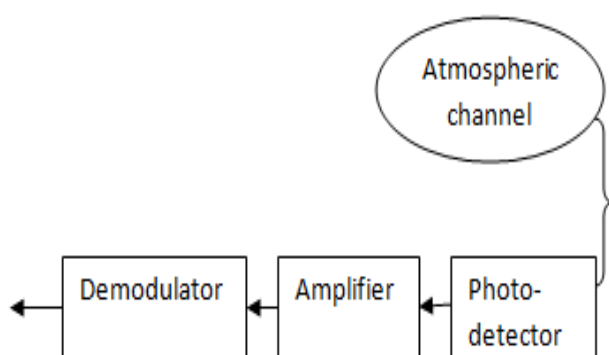 Atmospheric
channel
Demodulator
Amplifier
Photo-
detector